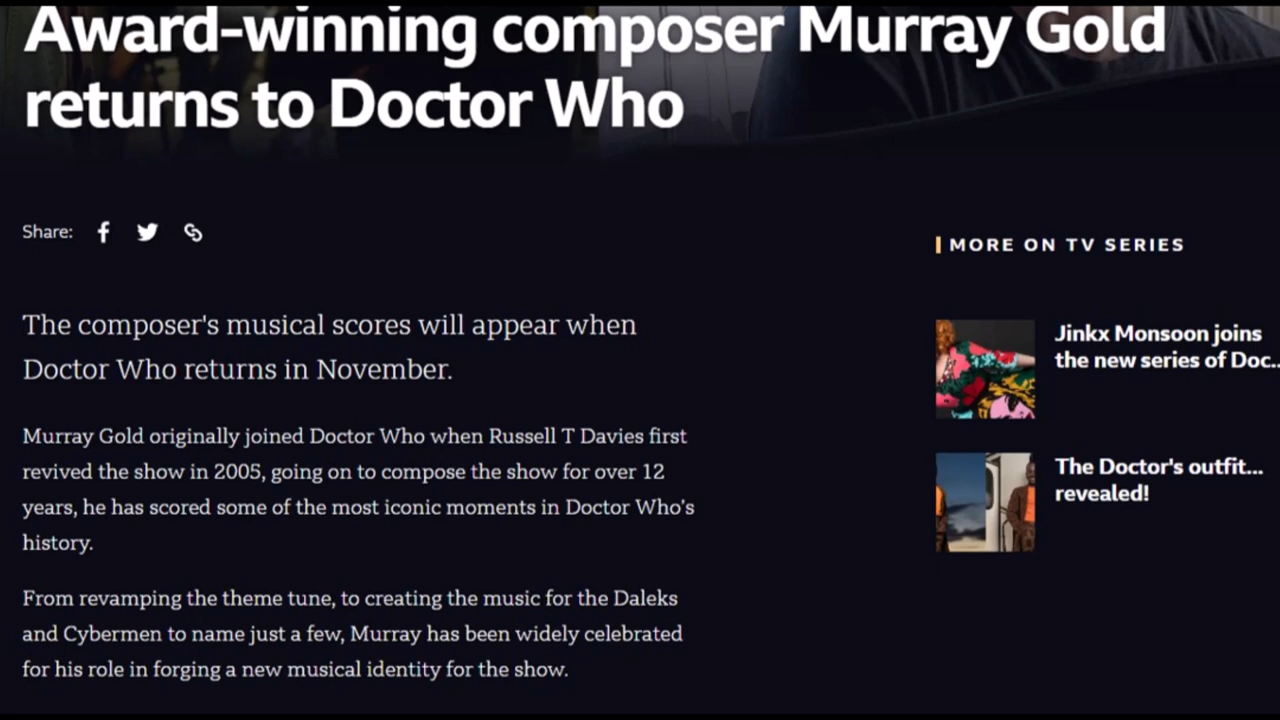 Award-winning composer Murray Gold
returns to Doctor Who
Share:
MORE ON TV SERIES
The composer's musical scores will appear when
Doctor Who returns in November.
Jinkx Monsoon joins
the new series of Doc...
Murray Gold originally joined Doctor Who when Russell T Davies first
revived the show in 2005, going on to compose the show for over 12
years, he has scored some of the most iconic moments in Doctor Who's
history.
The Doctor's outfit...
revealed!
From revamping the theme tune, to creating the music for the Daleks
and Cybermen to name just a few, Murray has been widely celebrated
for his role in forging a new musical identity for the show.